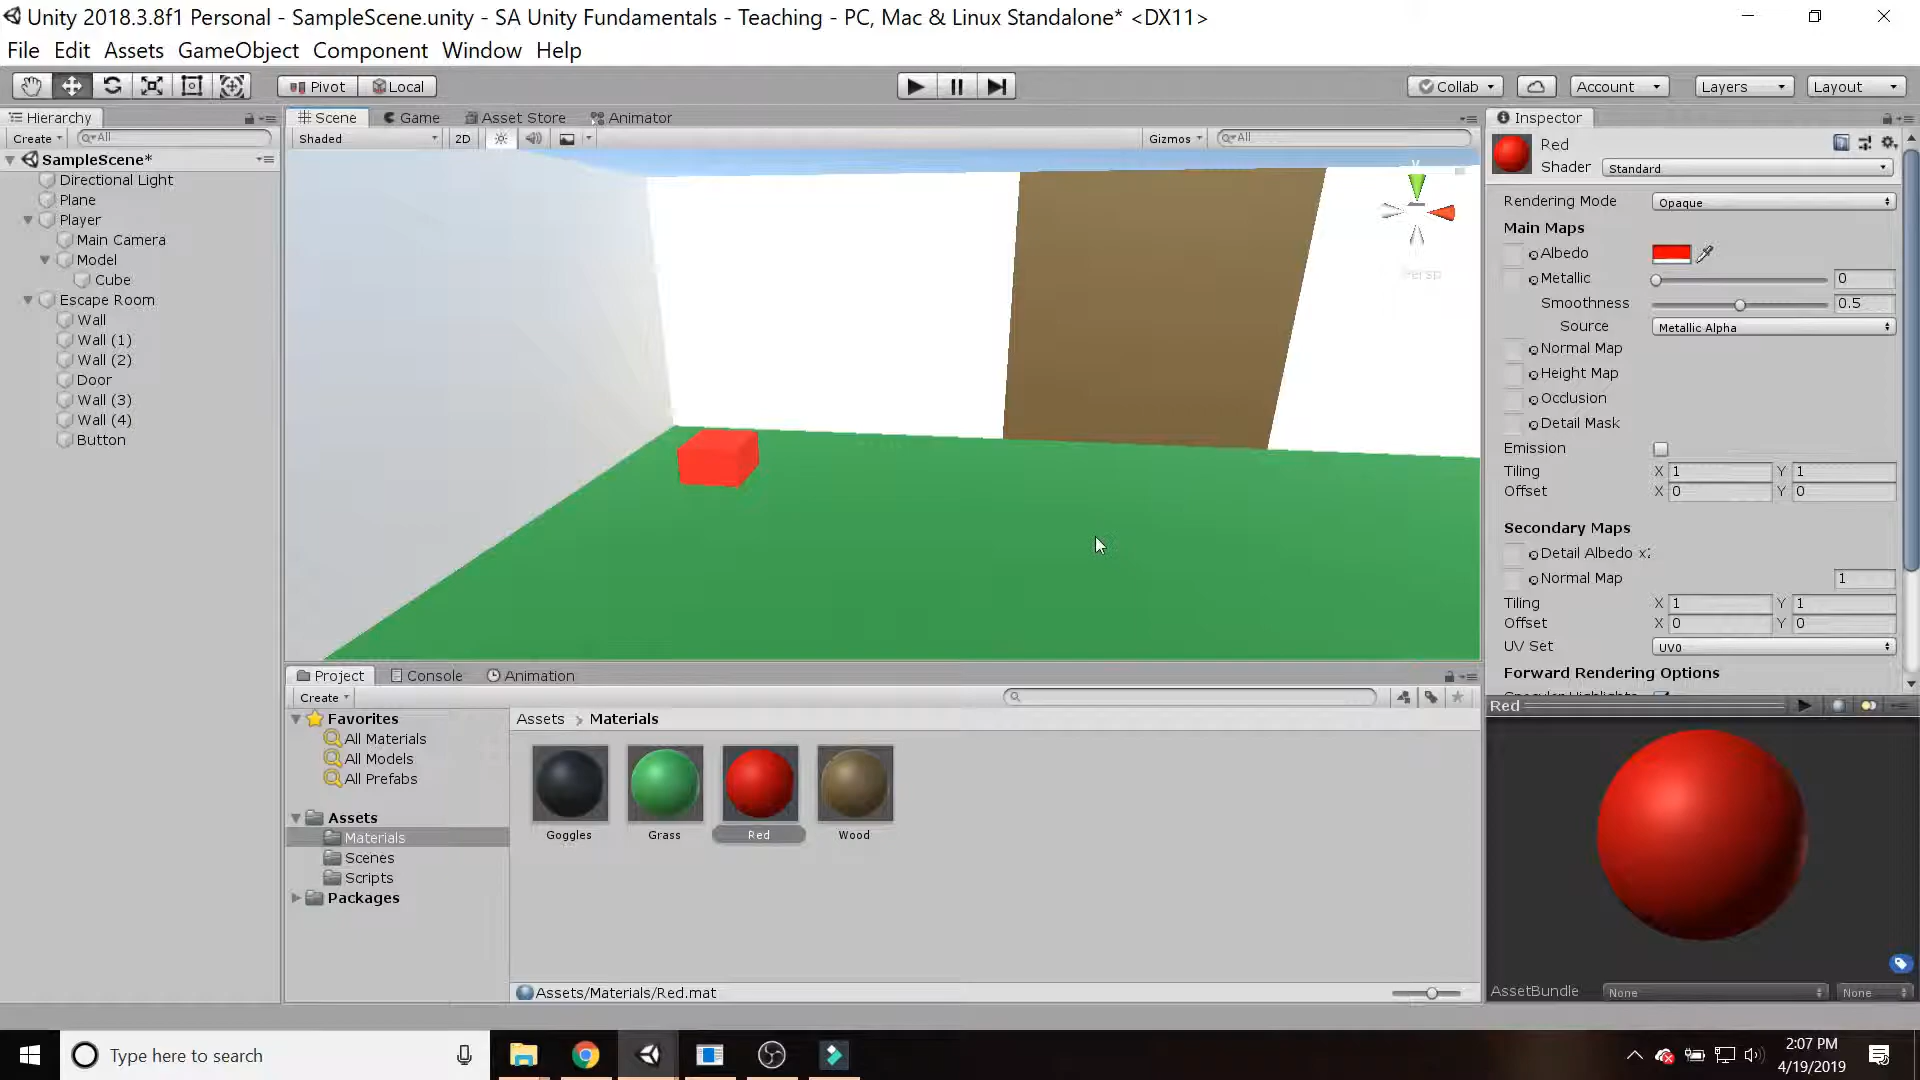 Unity 2018.3.8f1 Personal - SampleScene.unity - SA Unity Fundamentals - Teaching - PC, Mac & Linux Standalone* <DX11>
File Edit Assets GameObject Component Window Help
Pivot Local Collab Account Layers Layout
Hierarchy
Create All
SampleScene*
Directional Light
Plane
Player
Main Camera
Model
Cube
Escape Room
Wall
Wall (1)
Wall (2)
Door
Wall (3)
Wall (4)
Button
Scene Game Asset Store Animator
Shaded 2D Gizmos All
y
Persp
Inspector
Red
Shader Standard
Rendering Mode Opaque
Main Maps
Albedo
Metallic 0
Smoothness 0.5
Source Metallic Alpha
Normal Map
Height Map
Occlusion
Detail Mask
Emission
Tiling X 1 Y 1
Offset X 0 Y 0
Secondary Maps
Detail Albedo x2
Normal Map 1
Tiling X 1 Y 1
Offset X 0 Y 0
UV Set UV0
Forward Rendering Options
Red
AssetBundle None None
Project Console Animation
Create
Favorites
All Materials
All Models
All Prefabs
Assets
Materials
Scenes
Scripts
Packages
Assets > Materials
Goggles Grass Red Wood
Assets/Materials/Red.mat
Type here to search
2:07 PM
4/19/2019